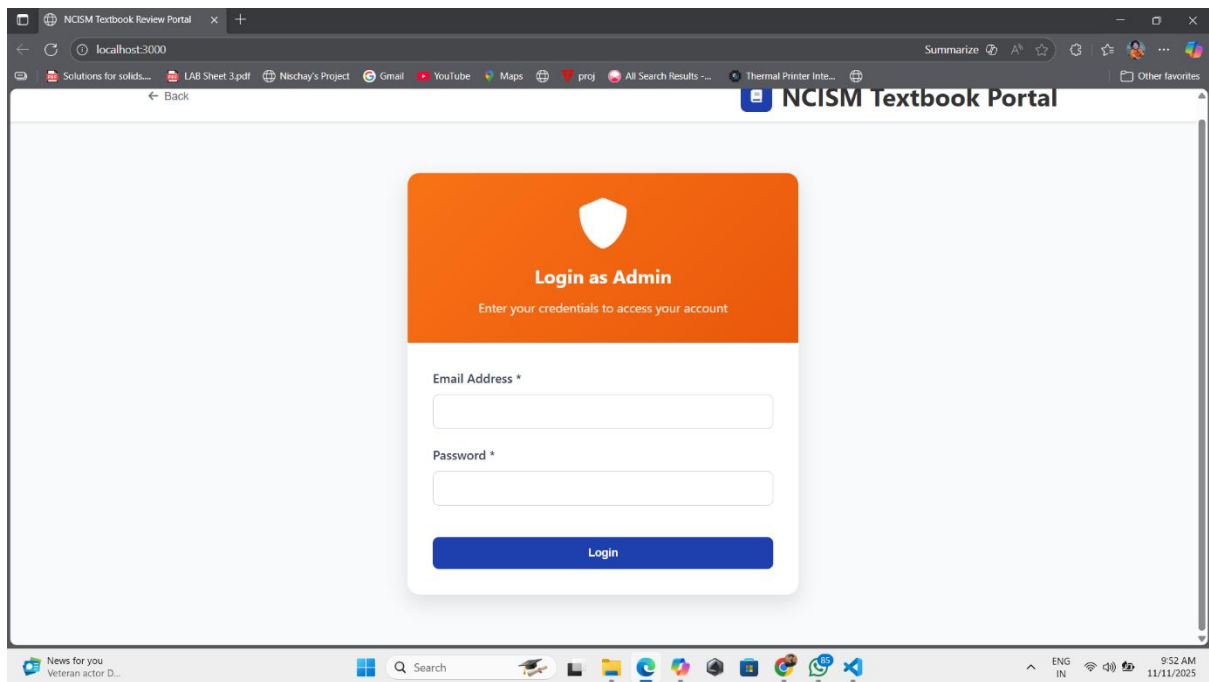 NCISM Textbook Review Portal
localhost:3000
Summarize
Solutions for solids.... LAB Sheet 3.pdf Nischay's Project Gmail YouTube Maps proj All Search Results -... Thermal Printer Inte... Other favorites
← Back
NCISM Textbook Portal
Login as Admin
Enter your credentials to access your account
Email Address *
Password *
Login
News for you
Veteran actor D...
Search
85
ENG
IN
9:52 AM
11/11/2025